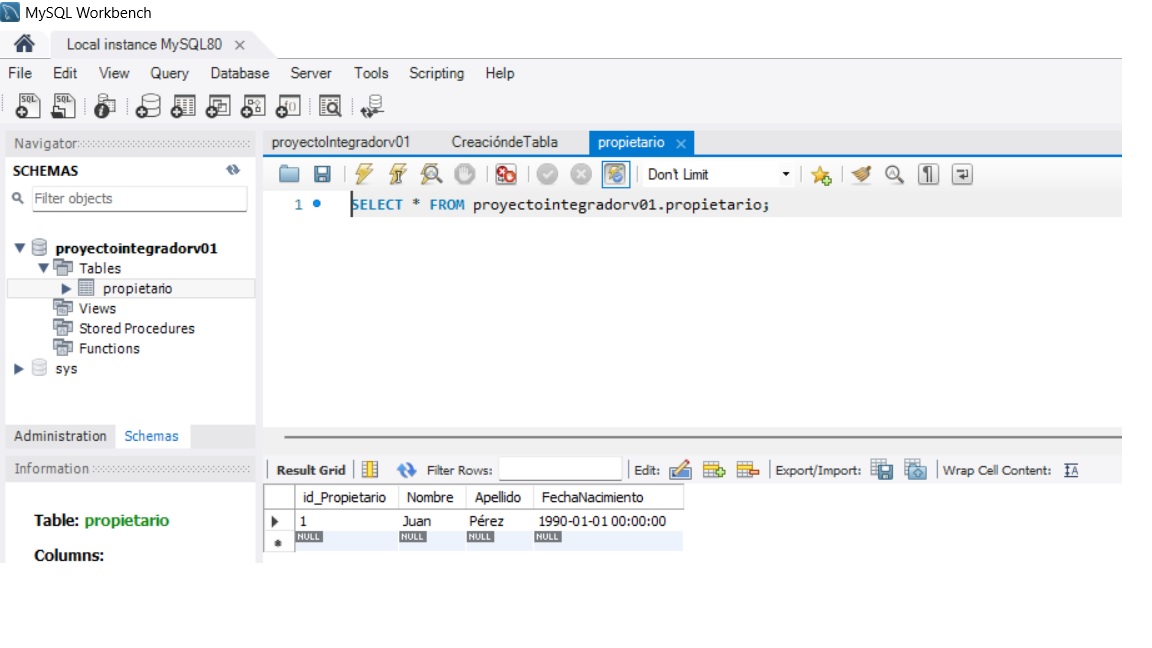 MySQL Workbench
Local instance MySQL80 ×
File Edit View Query Database Server Tools Scripting Help
Navigator
proyectoIntegradorv01 CreacióndeTabla propietario ×
SCHEMAS
Don't Limit
Filter objects
1 SELECT * FROM proyectointegradorv01.propietario;
proyectointegradorv01
Tables
propietario
Views
Stored Procedures
Functions
sys
Administration Schemas
Information
Result Grid Filter Rows: Edit: Export/Import: Wrap Cell Content:
id_Propietario Nombre Apellido FechaNacimiento
1 Juan Pérez 1990-01-01 00:00:00
NULL NULL NULL NULL
Table: propietario
Columns: